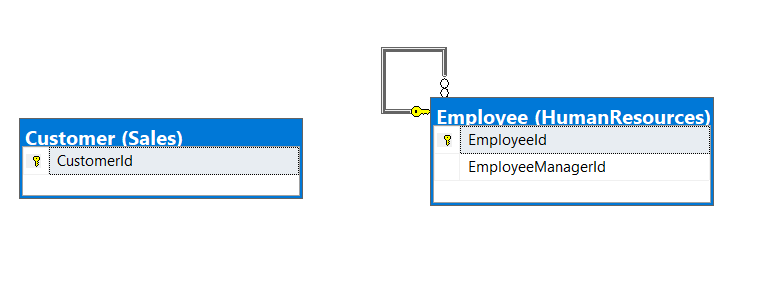 Customer (Sales)
CustomerId
Employee (HumanResources)
EmployeeId
EmployeeManagerId